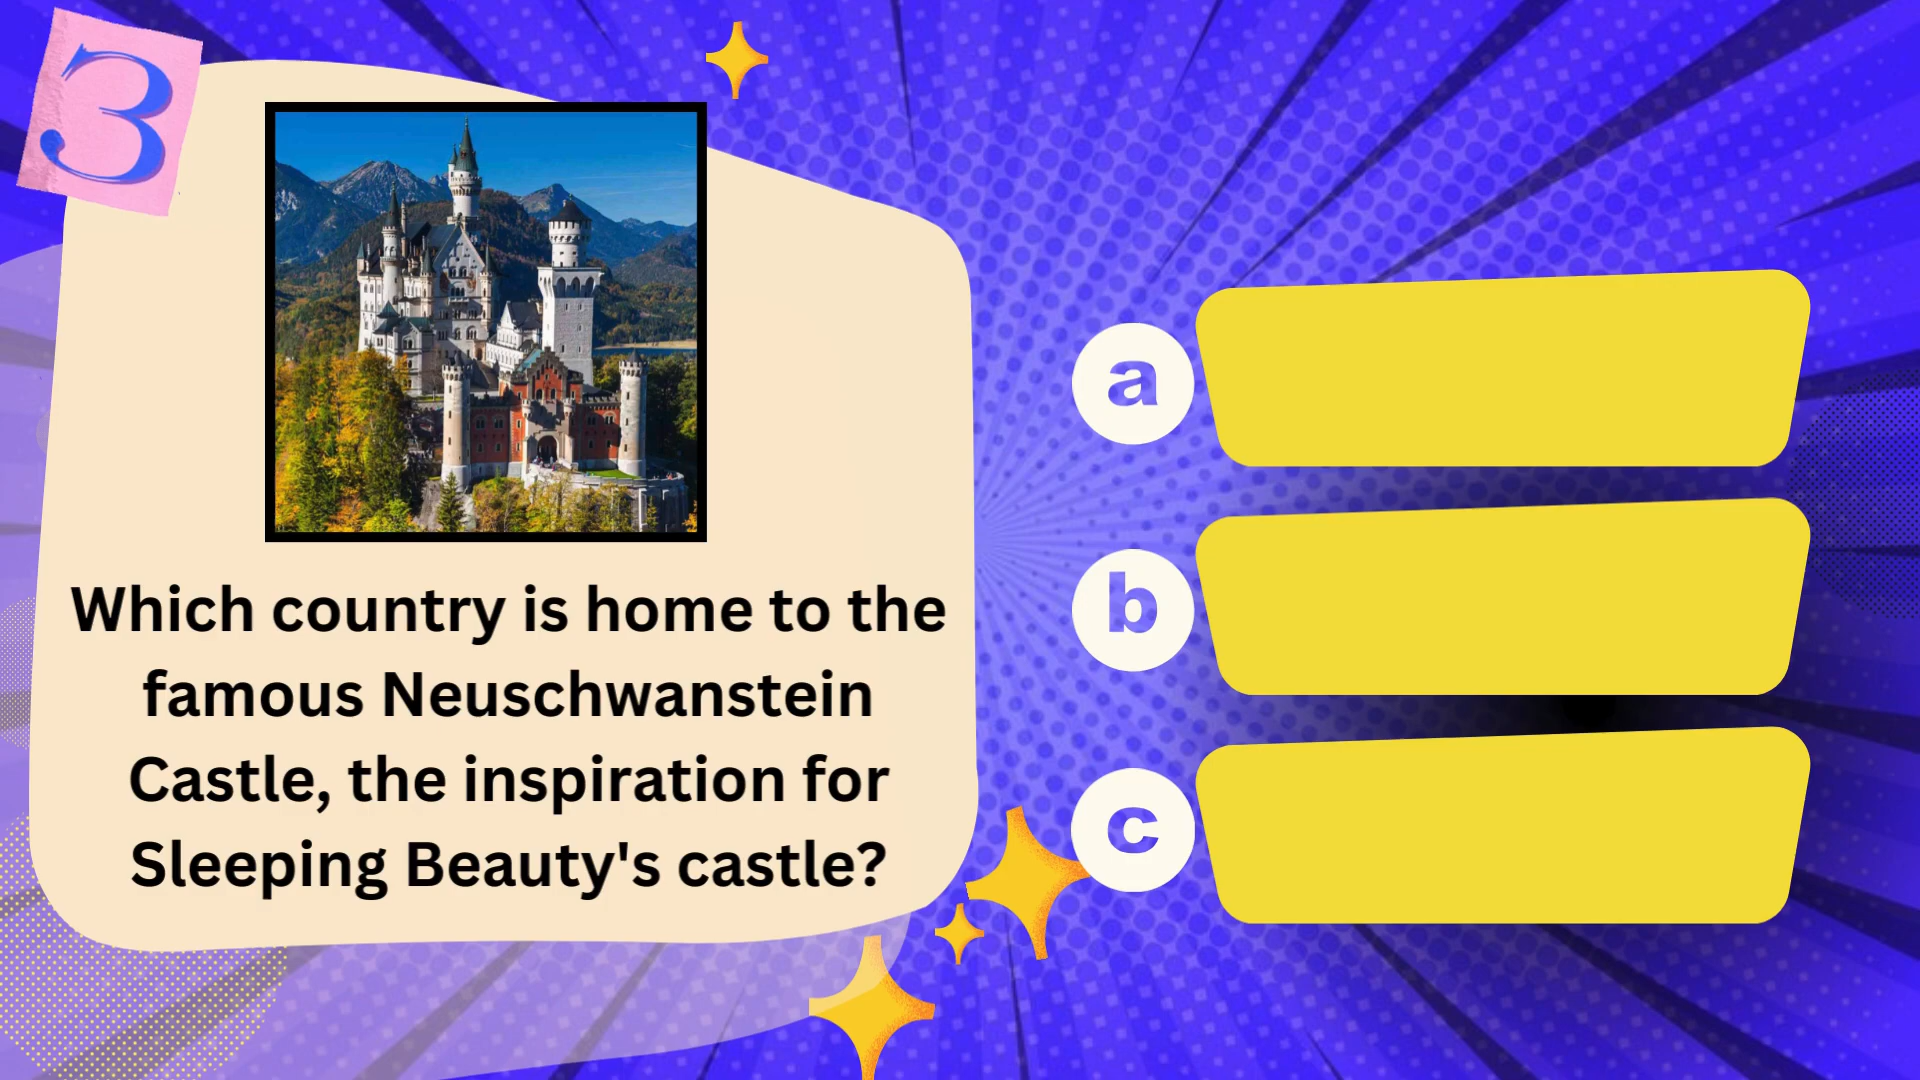 3
Which country is home to the
famous Neuschwanstein
Castle, the inspiration for
Sleeping Beauty's castle?
a
b
c